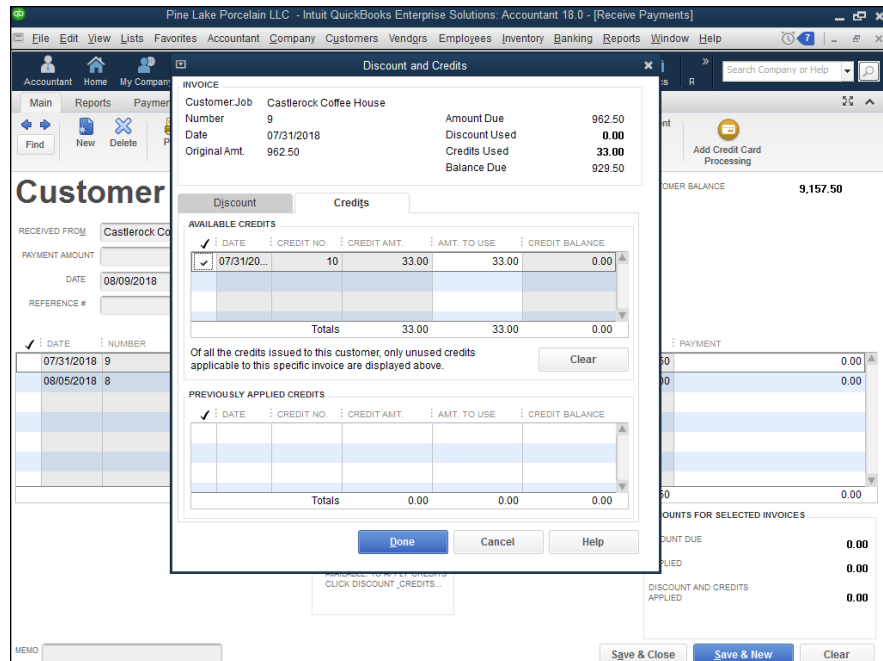 qb Pine Lake Porcelain LLC - Intuit QuickBooks Enterprise Solutions: Accountant 18.0 - [Receive Payments]
File Edit View Lists Favorites Accountant Company Customers Vendors Employees Inventory Banking Reports Window Help 7
Accountant Home My Company R Search Company or Help
Main Reports
Find New Delete Add Credit Card
Processing
Customer
OMER BALANCE 9,157.50
RECEIVED FROM Castlerock Co
PAYMENT AMOUNT
DATE 08/09/2018
REFERENCE #
DATE NUMBER PAYMENT
07/31/2018 9 50 0.00
08/05/2018 8 00 0.00
50 0.00
Discount and Credits
INVOICE
Customer:Job Castlerock Coffee House
Number 9 Amount Due 962.50
Date 07/31/2018 Discount Used 0.00
Original Amt. 962.50 Credits Used 33.00
Balance Due 929.50
Discount Credits
AVAILABLE CREDITS
DATE CREDIT NO. CREDIT AMT. AMT. TO USE CREDIT BALANCE
07/31/20... 10 33.00 33.00 0.00
Totals 33.00 33.00 0.00
Of all the credits issued to this customer, only unused credits
applicable to this specific invoice are displayed above.
Clear
PREVIOUSLY APPLIED CREDITS
DATE CREDIT NO. CREDIT AMT. AMT. TO USE CREDIT BALANCE
Totals 0.00 0.00 0.00
Done Cancel Help
CLICK DISCOUNT_CREDITS...
OUNTS FOR SELECTED INVOICES
OUNT DUE 0.00
PLIED 0.00
DISCOUNT AND CREDITS
APPLIED 0.00
MEMO
Save & Close Save & New Clear